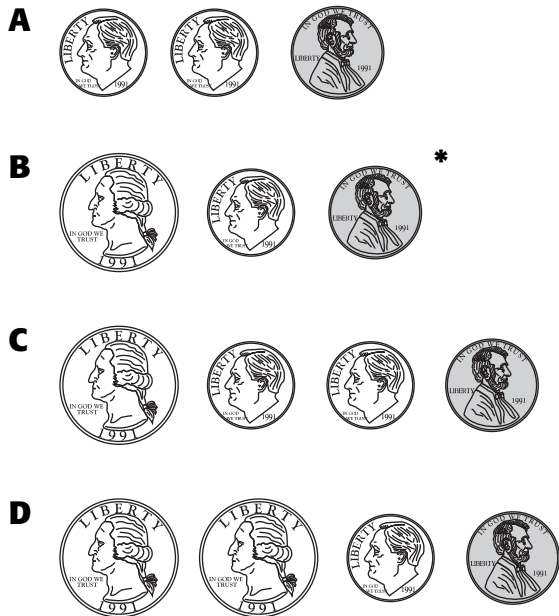 A
LIBERTY
IN GOD
WE TRUST
1991
LIBERTY
IN GOD
WE TRUST
1991
IN GOD WE TRUST
LIBERTY
1991
B
*
LIBERTY
IN GOD WE
TRUST
1991
LIBERTY
IN GOD
WE TRUST
1991
IN GOD WE TRUST
LIBERTY
1991
C
LIBERTY
IN GOD WE
TRUST
1991
LIBERTY
IN GOD
WE TRUST
1991
LIBERTY
IN GOD
WE TRUST
1991
IN GOD WE TRUST
LIBERTY
1991
D
LIBERTY
IN GOD WE
TRUST
1991
LIBERTY
IN GOD WE
TRUST
1991
LIBERTY
IN GOD
WE TRUST
1991
IN GOD WE TRUST
LIBERTY
1991